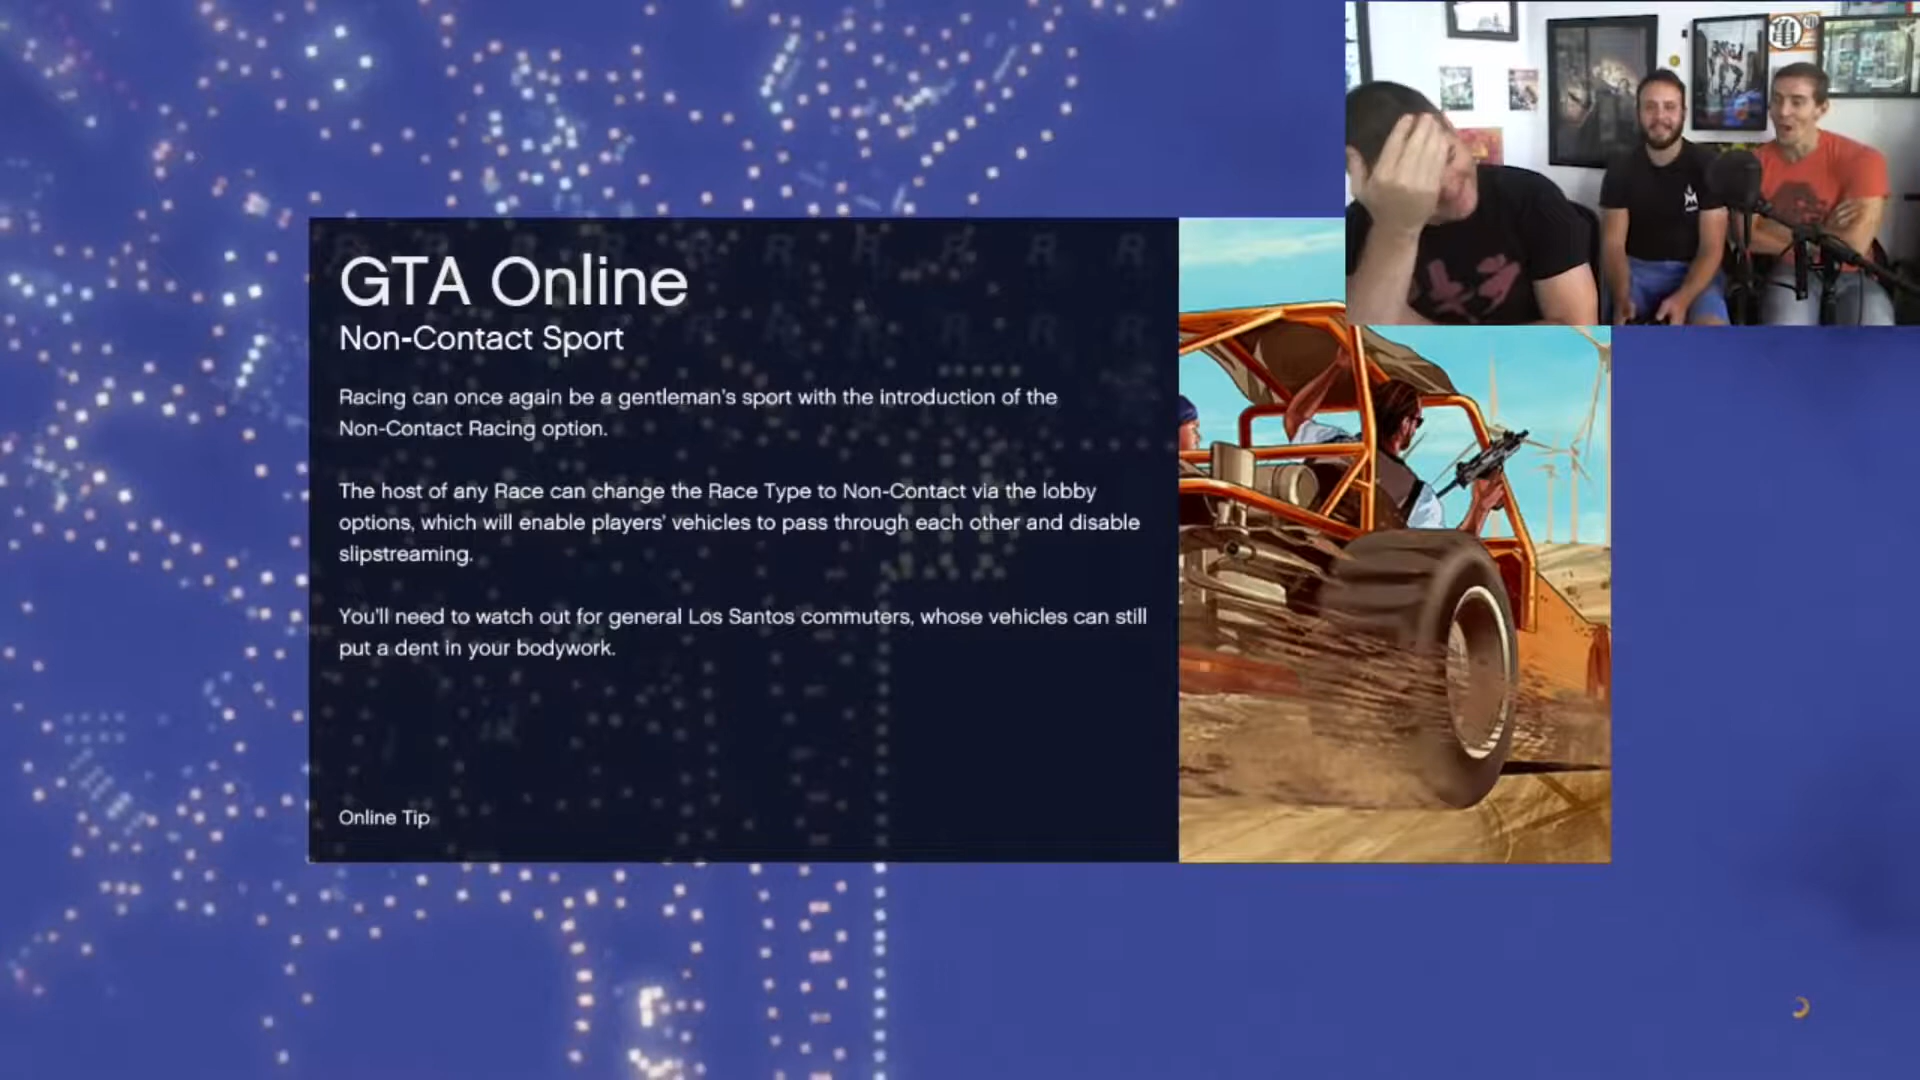 GTA Online
Non-Contact Sport
Racing can once again be a gentleman's sport with the introduction of the
Non-Contact Racing option.
The host of any Race can change the Race Type to Non-Contact via the lobby
options, which will enable players' vehicles to pass through each other and disable
slipstreaming.
You'll need to watch out for general Los Santos commuters, whose vehicles can still
put a dent in your bodywork.
Online Tip